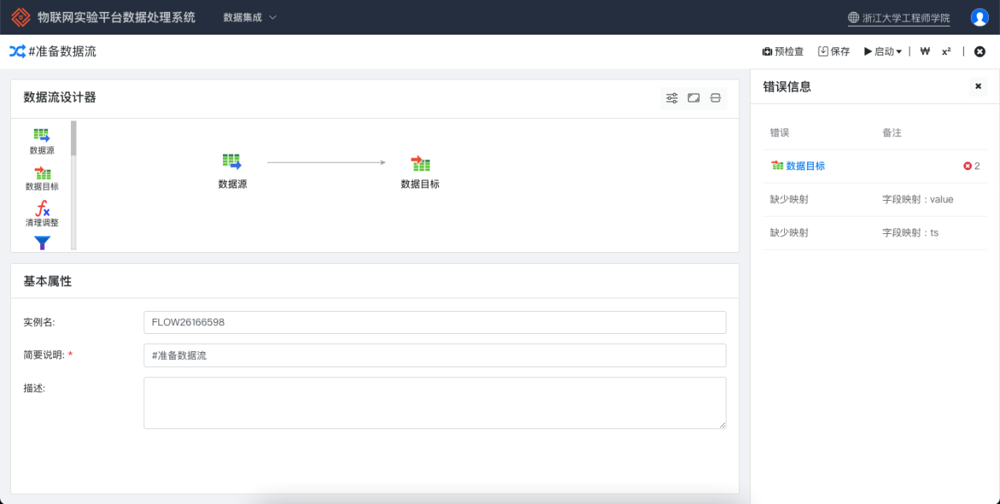 物联网实验平台数据处理系统 数据集成 浙江大学工程师学院
#准备数据流 预检查 保存 启动 | ₩ x² |
数据流设计器
数据源
数据目标
清理调整
数据源
数据目标
基本属性
实例名: FLOW26166598
简要说明: * #准备数据流
描述:
错误信息
错误 备注
数据目标 2
缺少映射 字段映射 : value
缺少映射 字段映射 : ts